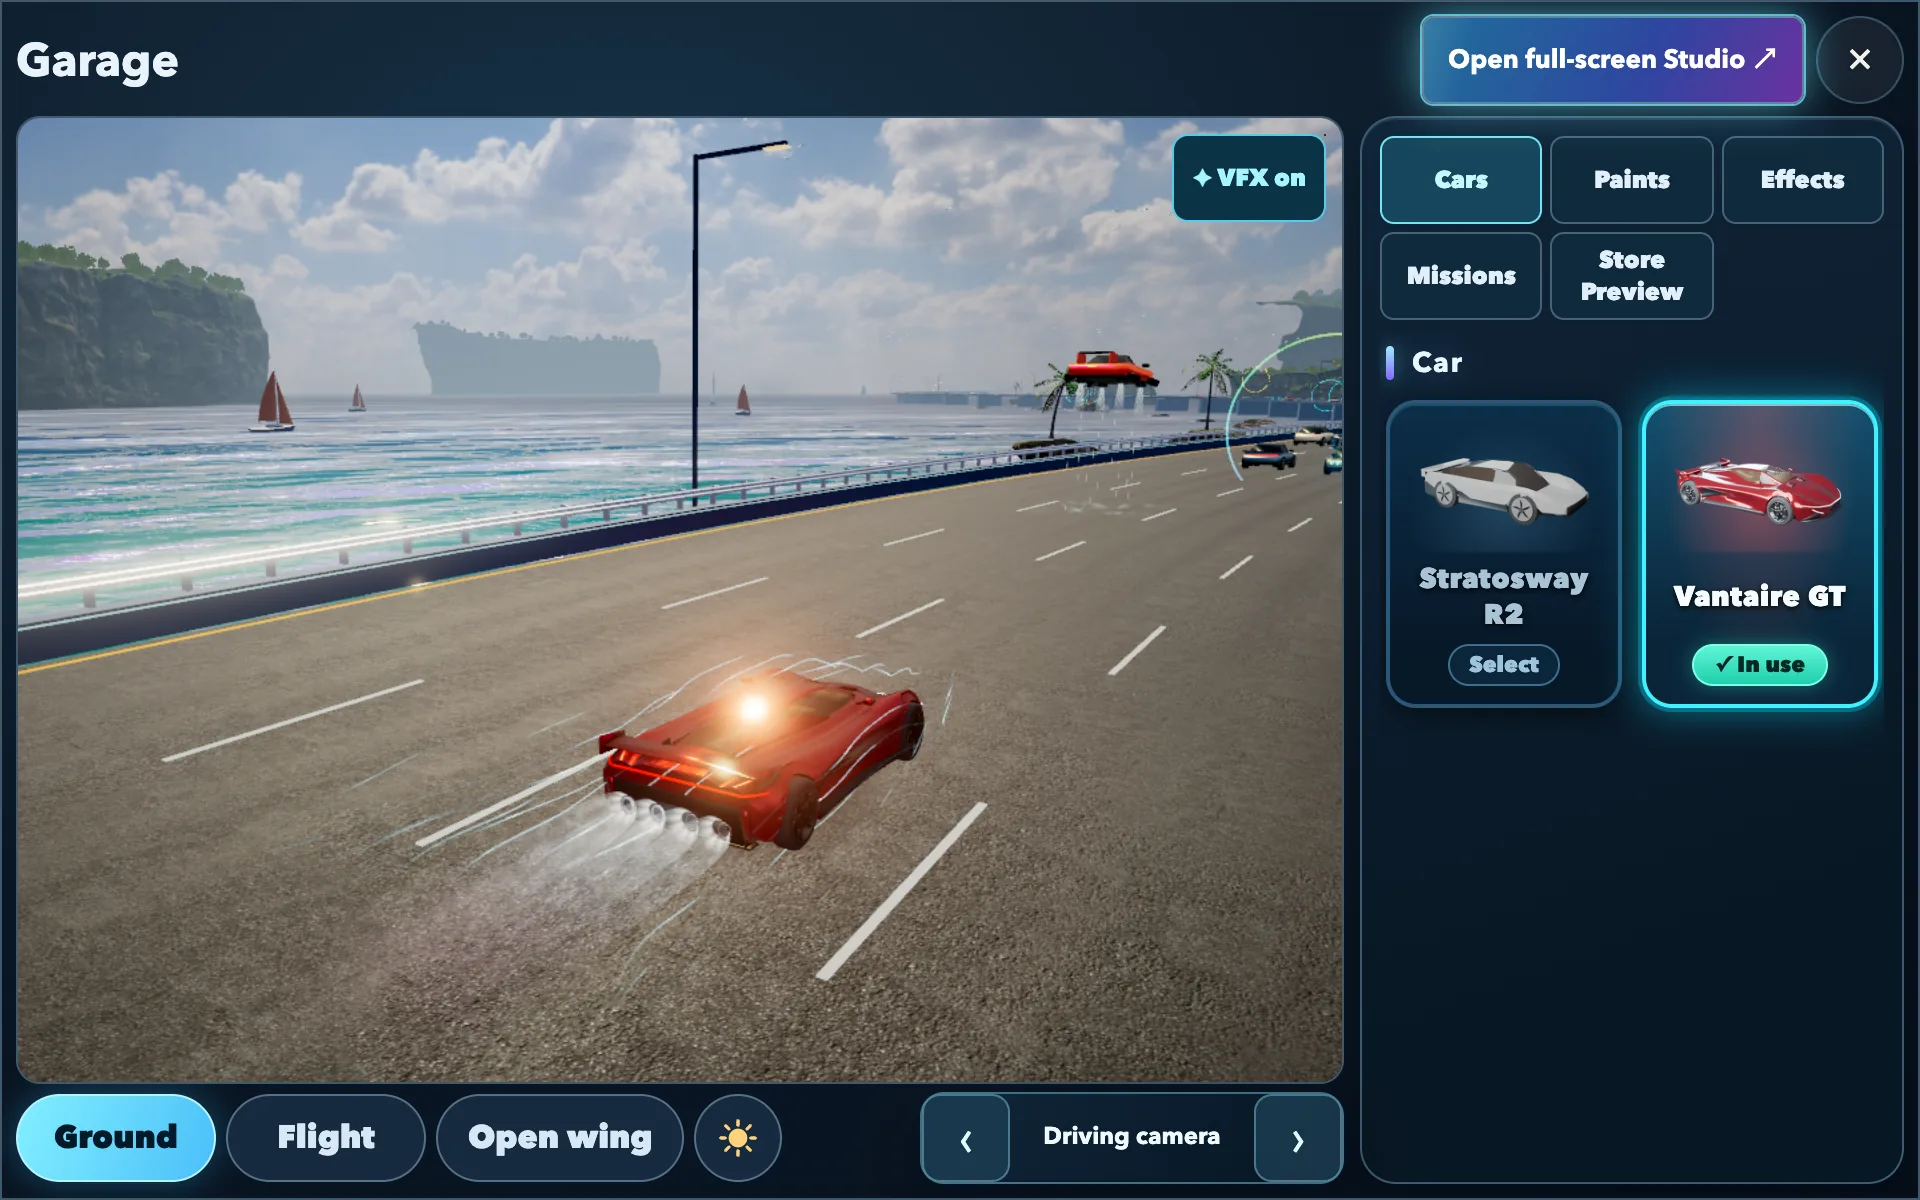 Garage
Open full-screen Studio ↗
✕
✦ VFX on
Cars
Paints
Effects
Missions
Store
Preview
Car
Stratosway
R2
Select
Vantaire GT
✓ In use
Ground
Flight
Open wing
‹
Driving camera
›